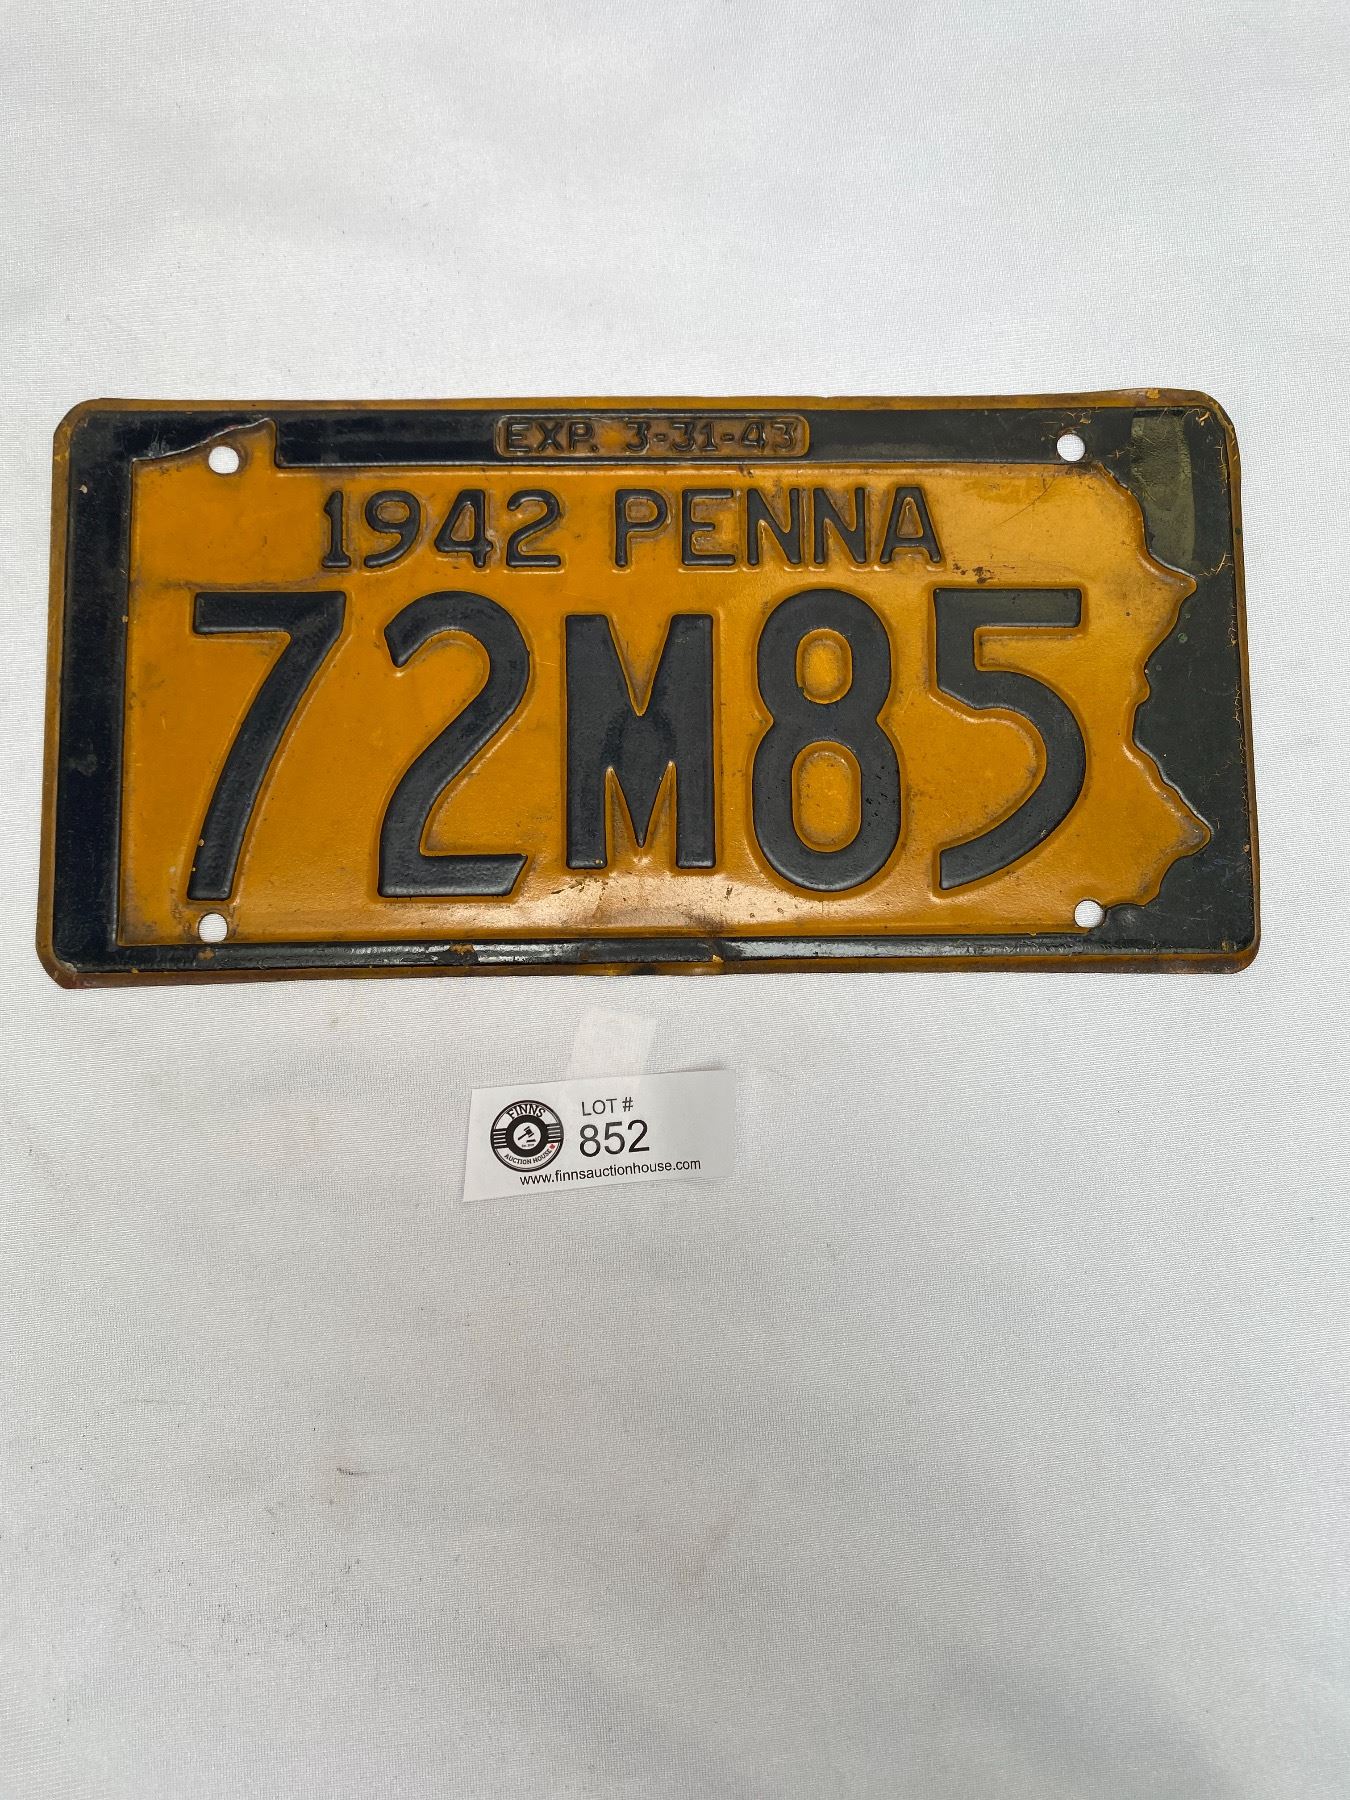 EXP. 3-31-43
1942 PENNA
72M85
FINNS
AUCTION HOUSE
LOT #
852
www.finnsauctionhouse.com